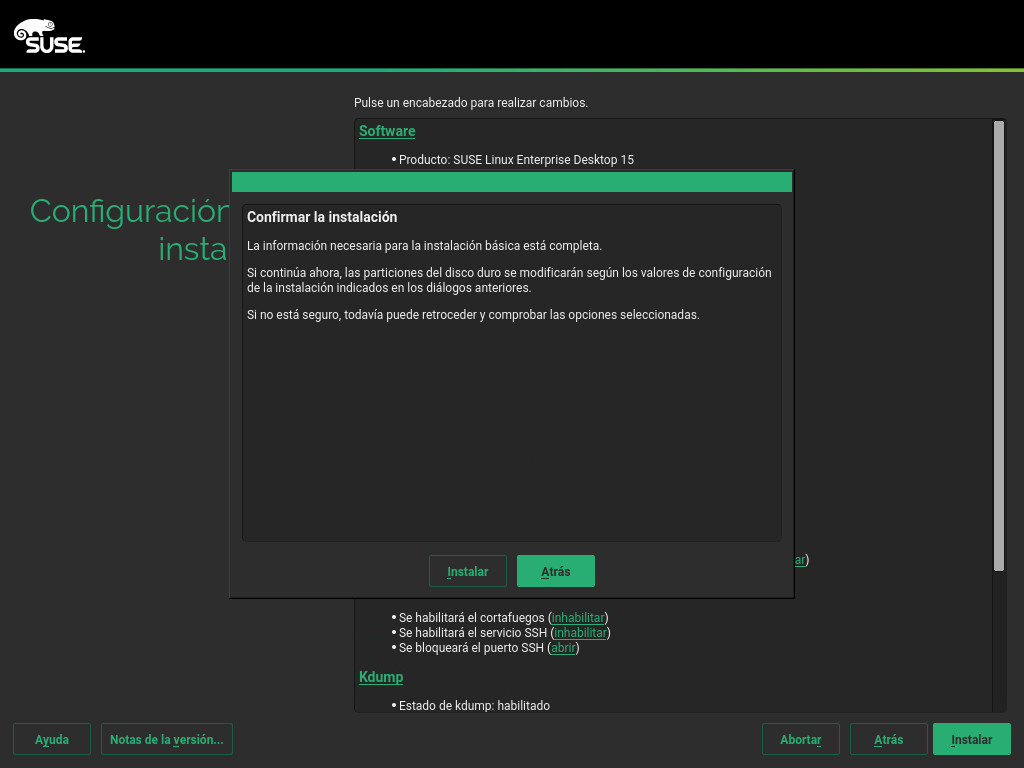 SUSE.
Pulse un encabezado para realizar cambios.
Software
• Producto: SUSE Linux Enterprise Desktop 15
Configuración
insta
Confirmar la instalación
La información necesaria para la instalación básica está completa.
Si continúa ahora, las particiones del disco duro se modificarán según los valores de configuración
de la instalación indicados en los diálogos anteriores.
Si no está seguro, todavía puede retroceder y comprobar las opciones seleccionadas.
ar)
Instalar Atrás
• Se habilitará el cortafuegos (inhabilitar)
• Se habilitará el servicio SSH (inhabilitar)
• Se bloqueará el puerto SSH (abrir)
Kdump
• Estado de kdump: habilitado
Ayuda Notas de la versión... Abortar Atrás Instalar